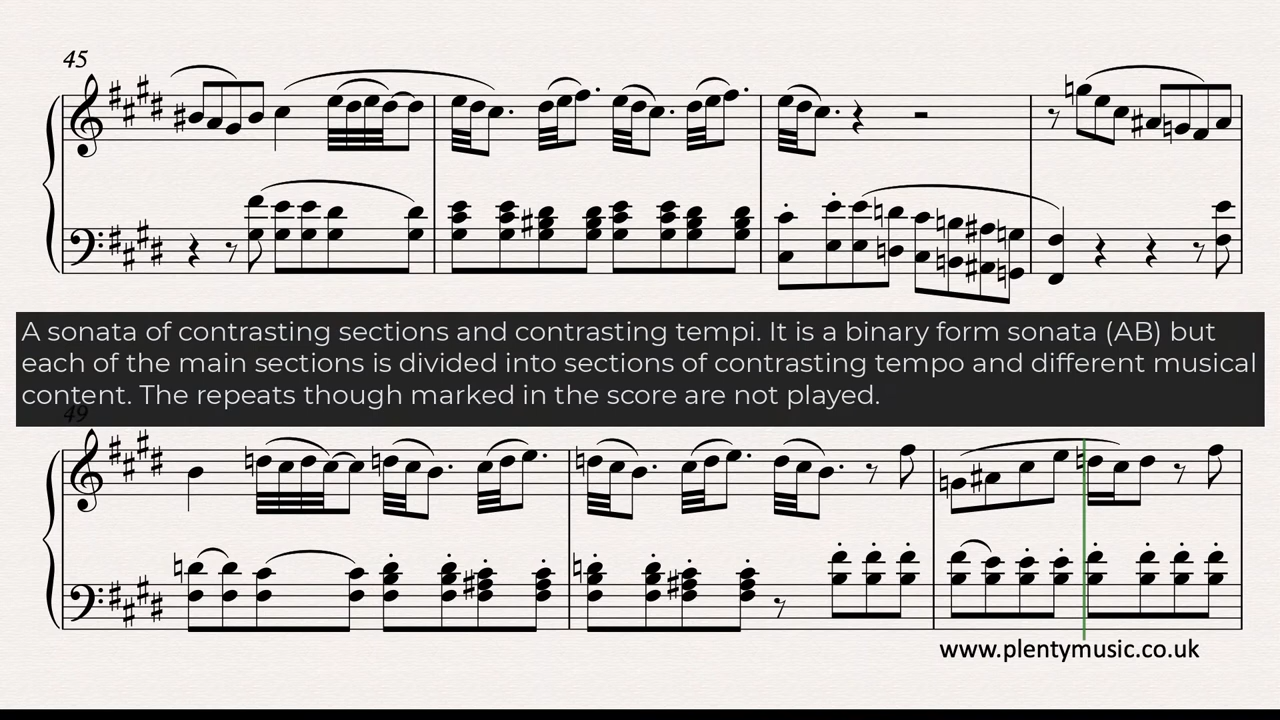 45
A sonata of contrasting sections and contrasting tempi. It is a binary form sonata (AB) but
each of the main sections is divided into sections of contrasting tempo and different musical
content. The repeats though marked in the score are not played.
49
www.plentymusic.co.uk